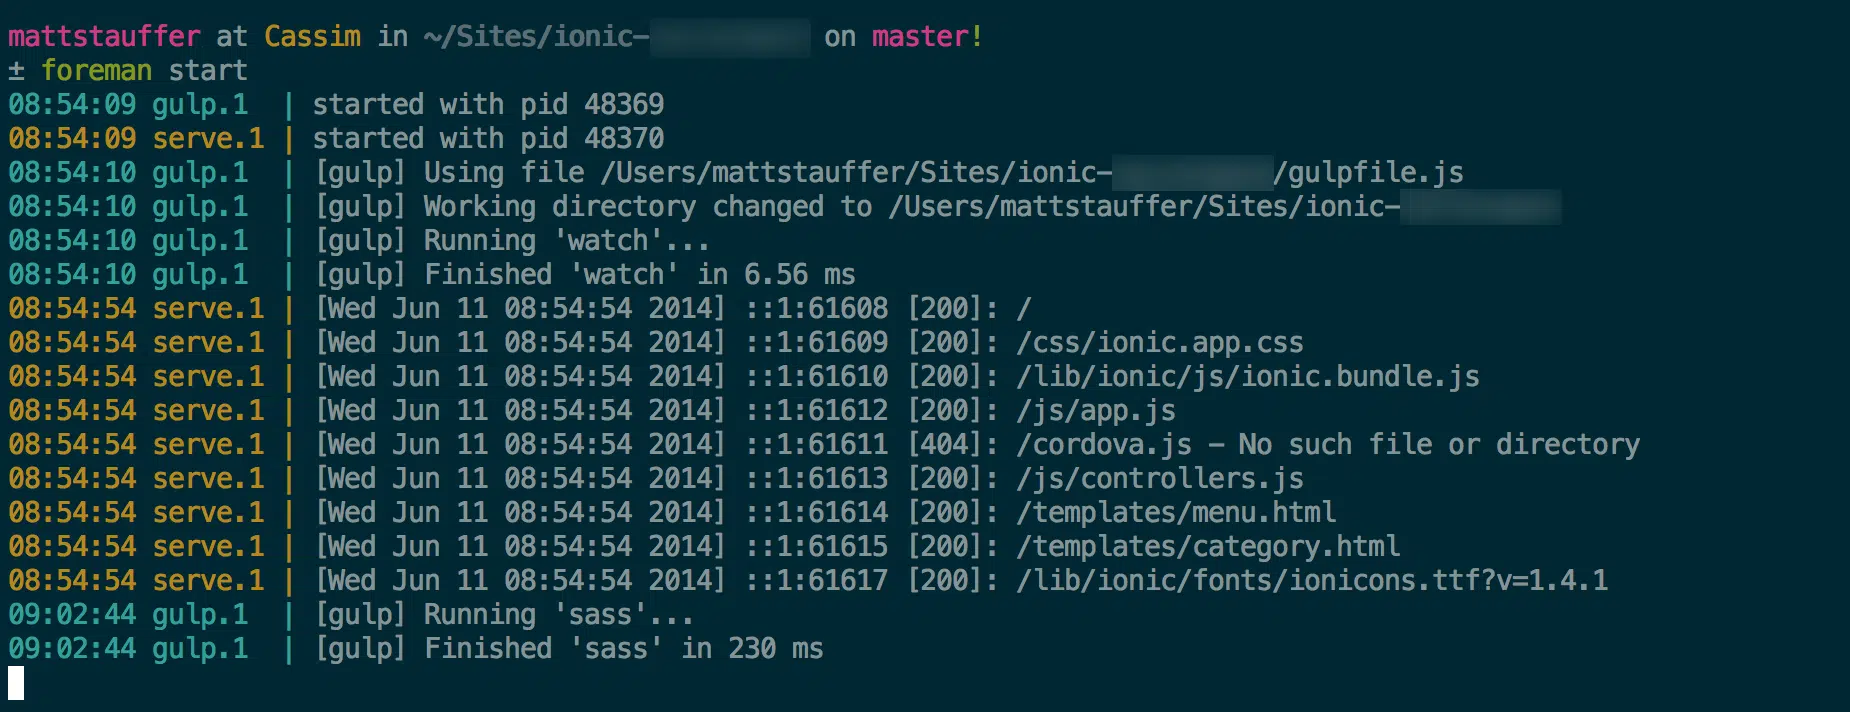 mattstauffer at Cassim in ~/Sites/ionic- on master!
± foreman start
08:54:09 gulp.1  | started with pid 48369
08:54:09 serve.1 | started with pid 48370
08:54:10 gulp.1  | [gulp] Using file /Users/mattstauffer/Sites/ionic- /gulpfile.js
08:54:10 gulp.1  | [gulp] Working directory changed to /Users/mattstauffer/Sites/ionic-
08:54:10 gulp.1  | [gulp] Running 'watch'...
08:54:10 gulp.1  | [gulp] Finished 'watch' in 6.56 ms
08:54:54 serve.1 | [Wed Jun 11 08:54:54 2014] ::1:61608 [200]: /
08:54:54 serve.1 | [Wed Jun 11 08:54:54 2014] ::1:61609 [200]: /css/ionic.app.css
08:54:54 serve.1 | [Wed Jun 11 08:54:54 2014] ::1:61610 [200]: /lib/ionic/js/ionic.bundle.js
08:54:54 serve.1 | [Wed Jun 11 08:54:54 2014] ::1:61612 [200]: /js/app.js
08:54:54 serve.1 | [Wed Jun 11 08:54:54 2014] ::1:61611 [404]: /cordova.js - No such file or directory
08:54:54 serve.1 | [Wed Jun 11 08:54:54 2014] ::1:61613 [200]: /js/controllers.js
08:54:54 serve.1 | [Wed Jun 11 08:54:54 2014] ::1:61614 [200]: /templates/menu.html
08:54:54 serve.1 | [Wed Jun 11 08:54:54 2014] ::1:61615 [200]: /templates/category.html
08:54:54 serve.1 | [Wed Jun 11 08:54:54 2014] ::1:61617 [200]: /lib/ionic/fonts/ionicons.ttf?v=1.4.1
09:02:44 gulp.1  | [gulp] Running 'sass'...
09:02:44 gulp.1  | [gulp] Finished 'sass' in 230 ms